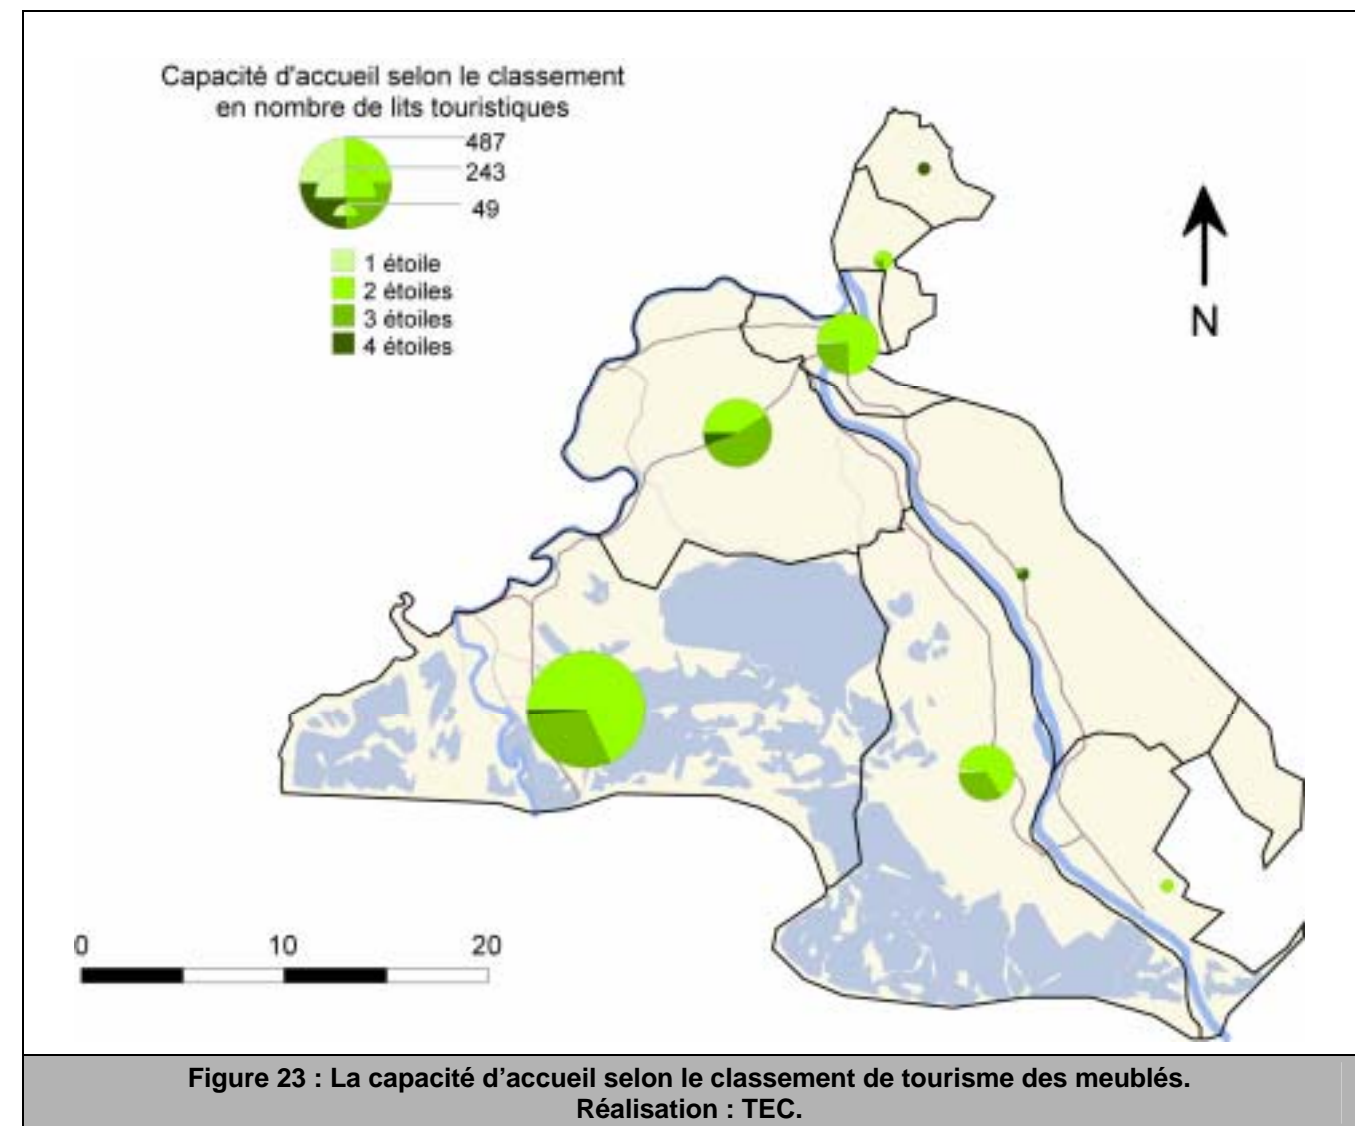 Capacité d'accueil selon le classement
en nombre de lits touristiques
487
243
49
1 étoile
2 étoiles
3 étoiles
4 étoiles
N
0 10 20
Figure 23 : La capacité d’accueil selon le classement de tourisme des meublés.
Réalisation : TEC.